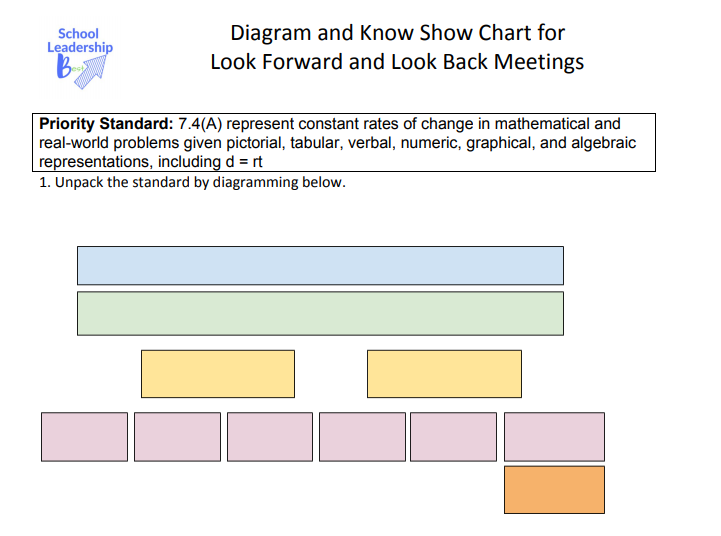 School
Leadership
Best
Diagram and Know Show Chart for
Look Forward and Look Back Meetings
Priority Standard: 7.4(A) represent constant rates of change in mathematical and
real-world problems given pictorial, tabular, verbal, numeric, graphical, and algebraic
representations, including d = rt
1. Unpack the standard by diagramming below.